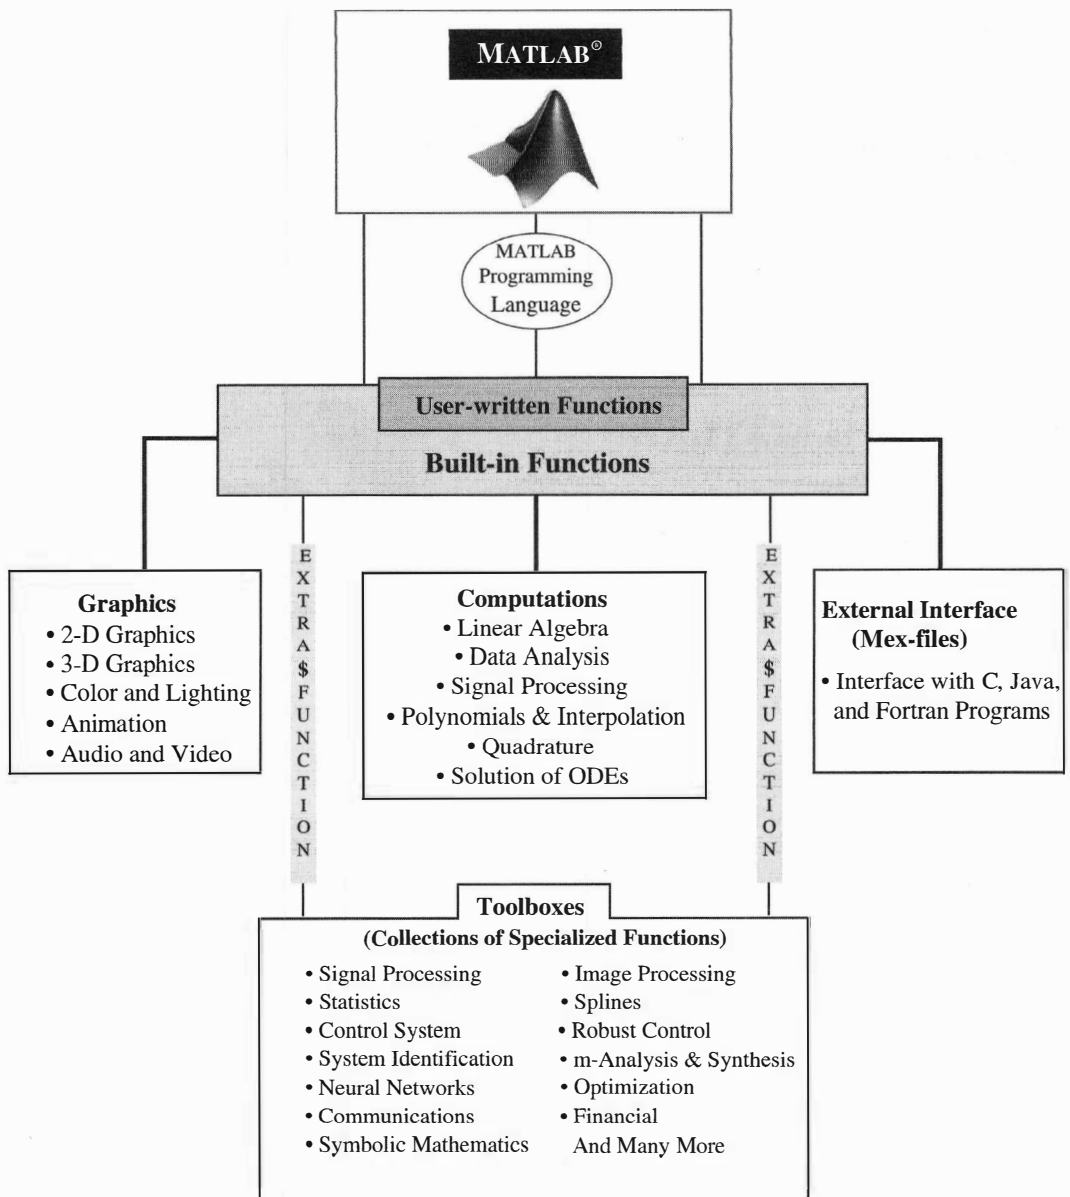 MATLAB®
MATLAB
Programming
Language
User-written Functions
Built-in Functions
Graphics
• 2-D Graphics
• 3-D Graphics
• Color and Lighting
• Animation
• Audio and Video
EXTRA$FUNCTION
Computations
• Linear Algebra
• Data Analysis
• Signal Processing
• Polynomials & Interpolation
• Quadrature
• Solution of ODEs
EXTRA$FUNCTION
External Interface
(Mex-files)
• Interface with C, Java,
and Fortran Programs
Toolboxes
(Collections of Specialized Functions)
• Signal Processing
• Statistics
• Control System
• System Identification
• Neural Networks
• Communications
• Symbolic Mathematics
• Image Processing
• Splines
• Robust Control
• m-Analysis & Synthesis
• Optimization
• Financial
And Many More